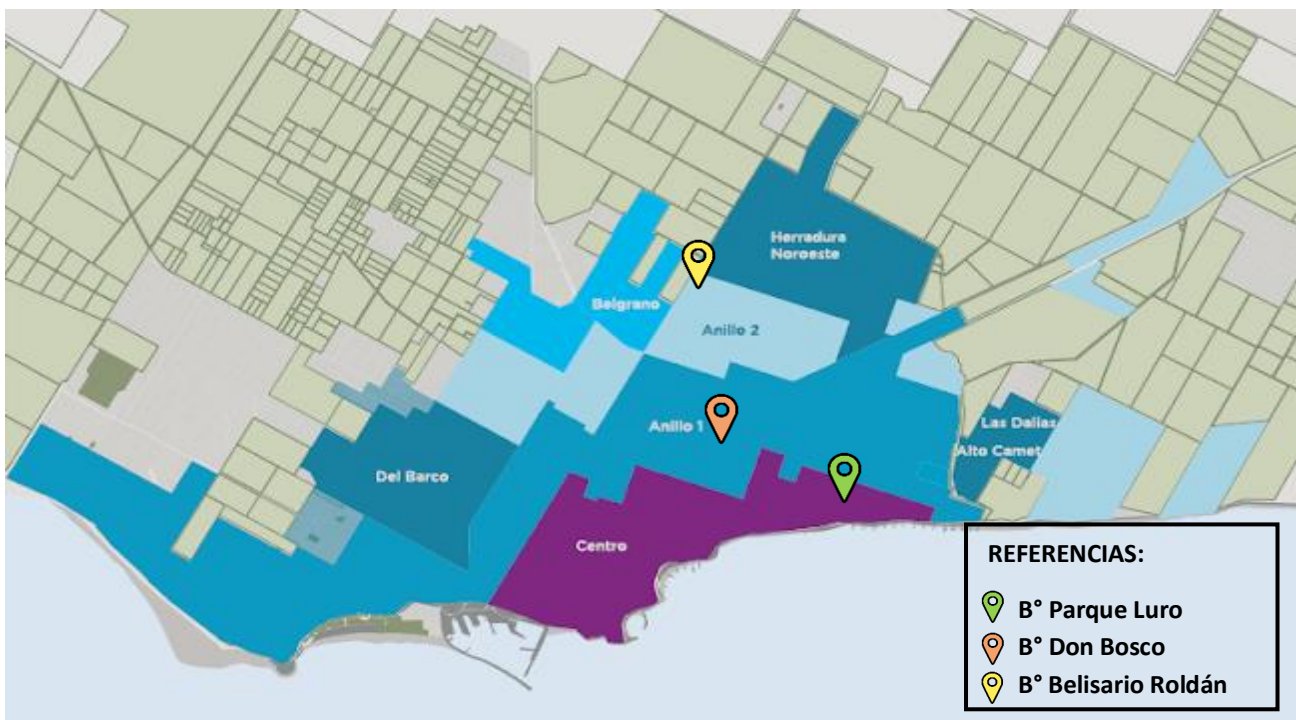 Herradura
Noroeste
Belgrano
Anillo 2
Anillo 1
Las Dalias
Alto Camet
Del Barco
Centro
REFERENCIAS:
B° Parque Luro
B° Don Bosco
B° Belisario Roldán